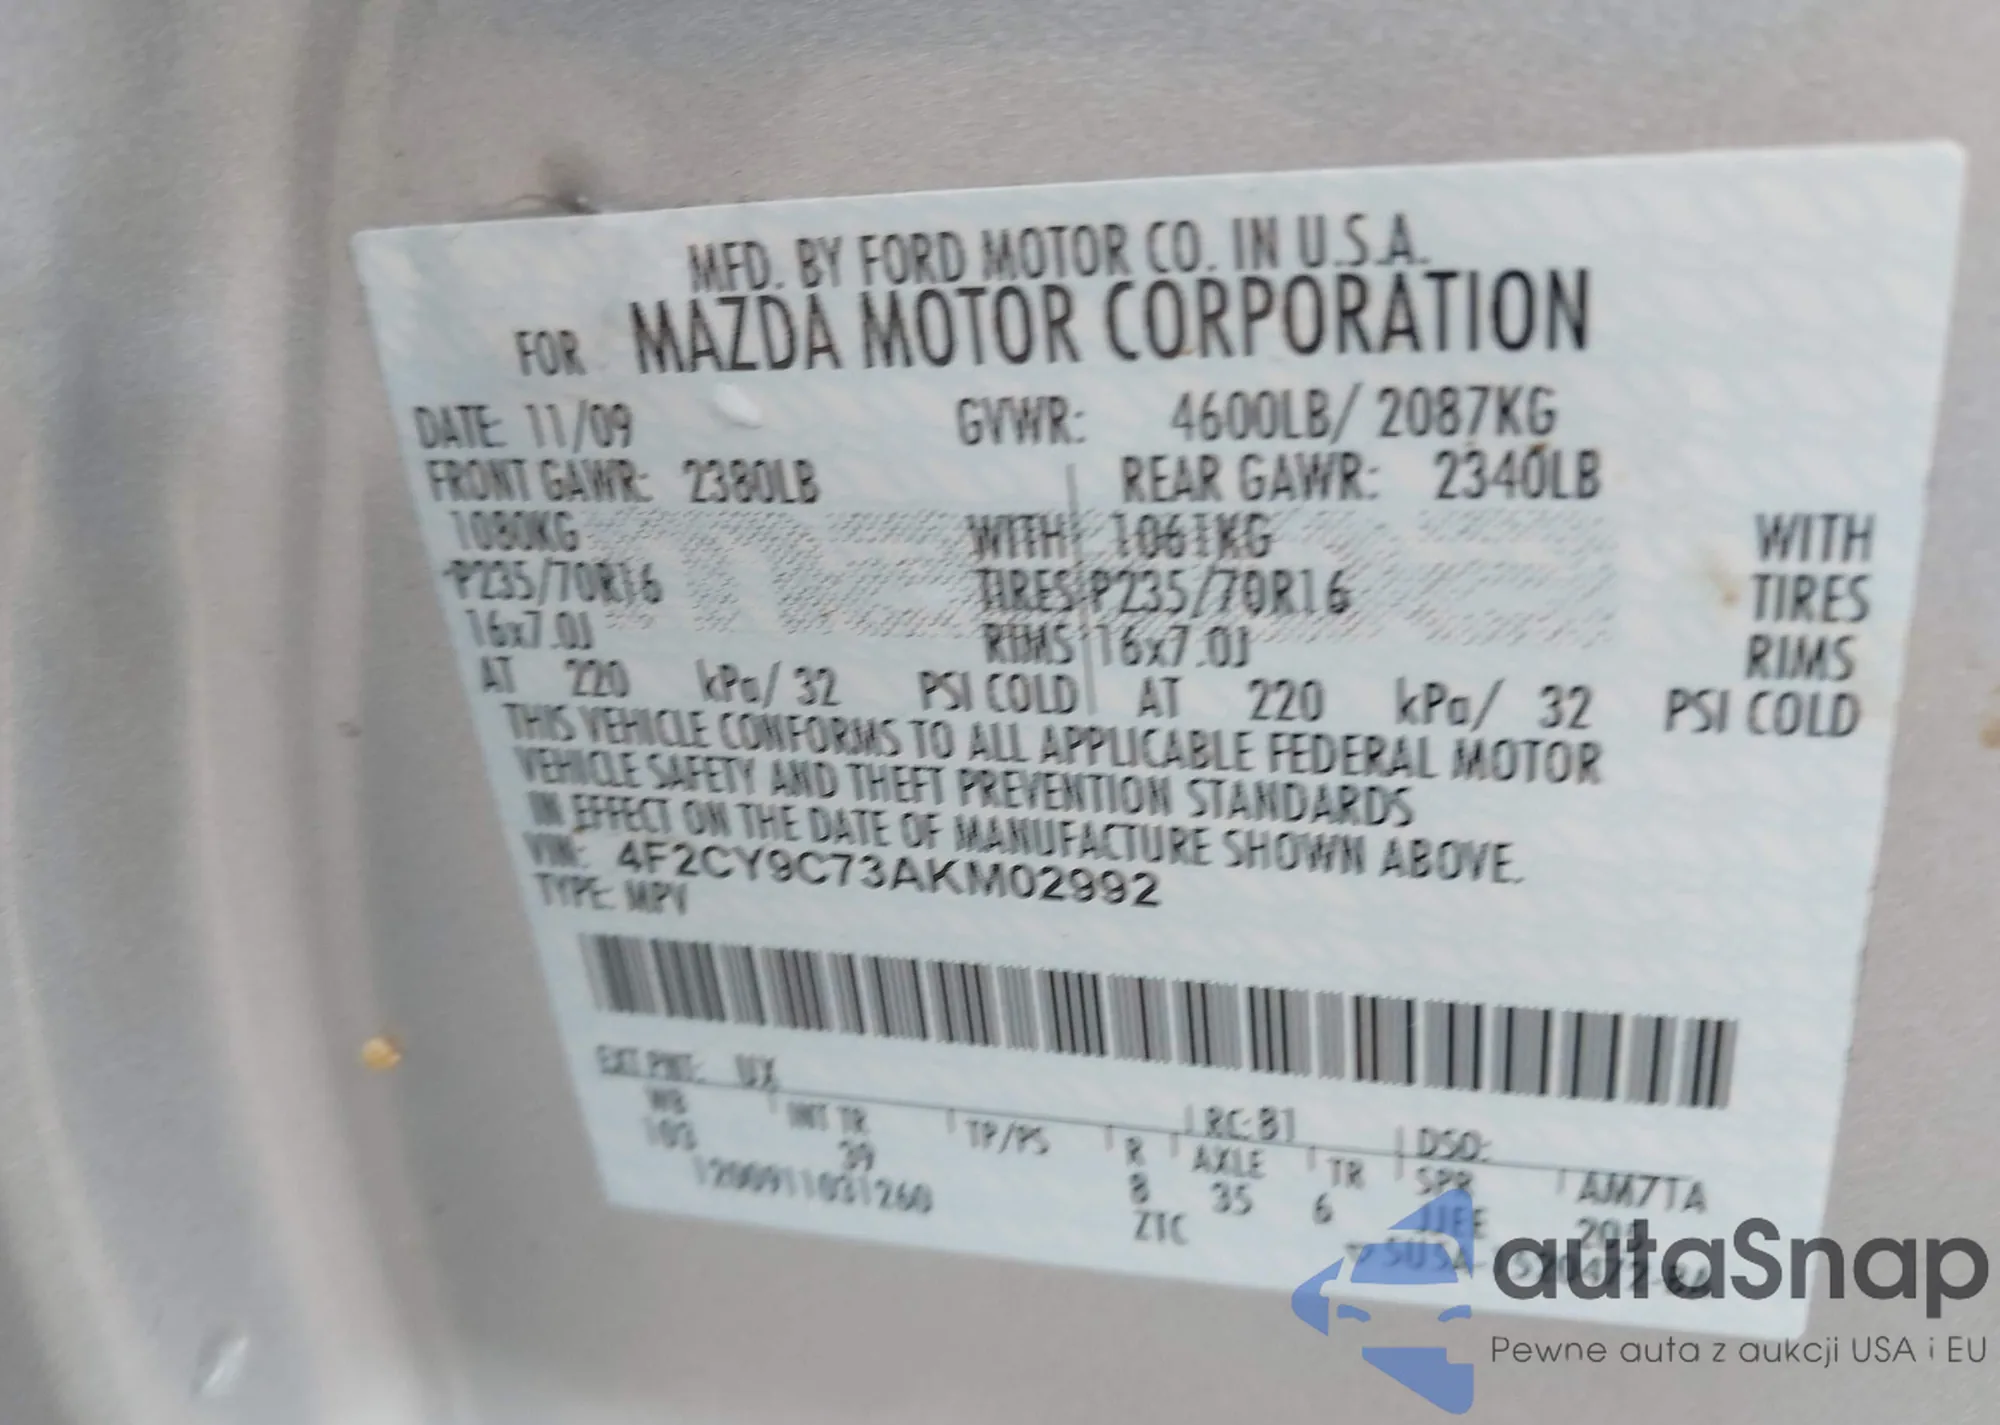 MFD. BY FORD MOTOR CO. IN U.S.A.
FOR MAZDA MOTOR CORPORATION
DATE: 11/09 GVWR: 4600LB/ 2087KG
FRONT GAWR: 2380LB REAR GAWR: 2340LB
1080KG WITH 1061KG WITH
P235/70R16 TIRES P235/70R16 TIRES
16x7.0J RIMS 16x7.0J RIMS
AT 220 kPa/ 32 PSI COLD AT 220 kPa/ 32 PSI COLD
THIS VEHICLE CONFORMS TO ALL APPLICABLE FEDERAL MOTOR
VEHICLE SAFETY AND THEFT PREVENTION STANDARDS
IN EFFECT ON THE DATE OF MANUFACTURE SHOWN ABOVE.
VIN: 4F2CY9C73AKM02992
TYPE: MPV
EXT PNT: UX RC: 81 DSO:
WB INT TR TP/PS R AXLE TR SPR AM7TA
103 39 8 35 6 JJEE
1200911031260 ZTC
autaSnap
Pewne auta z aukcji USA i EU